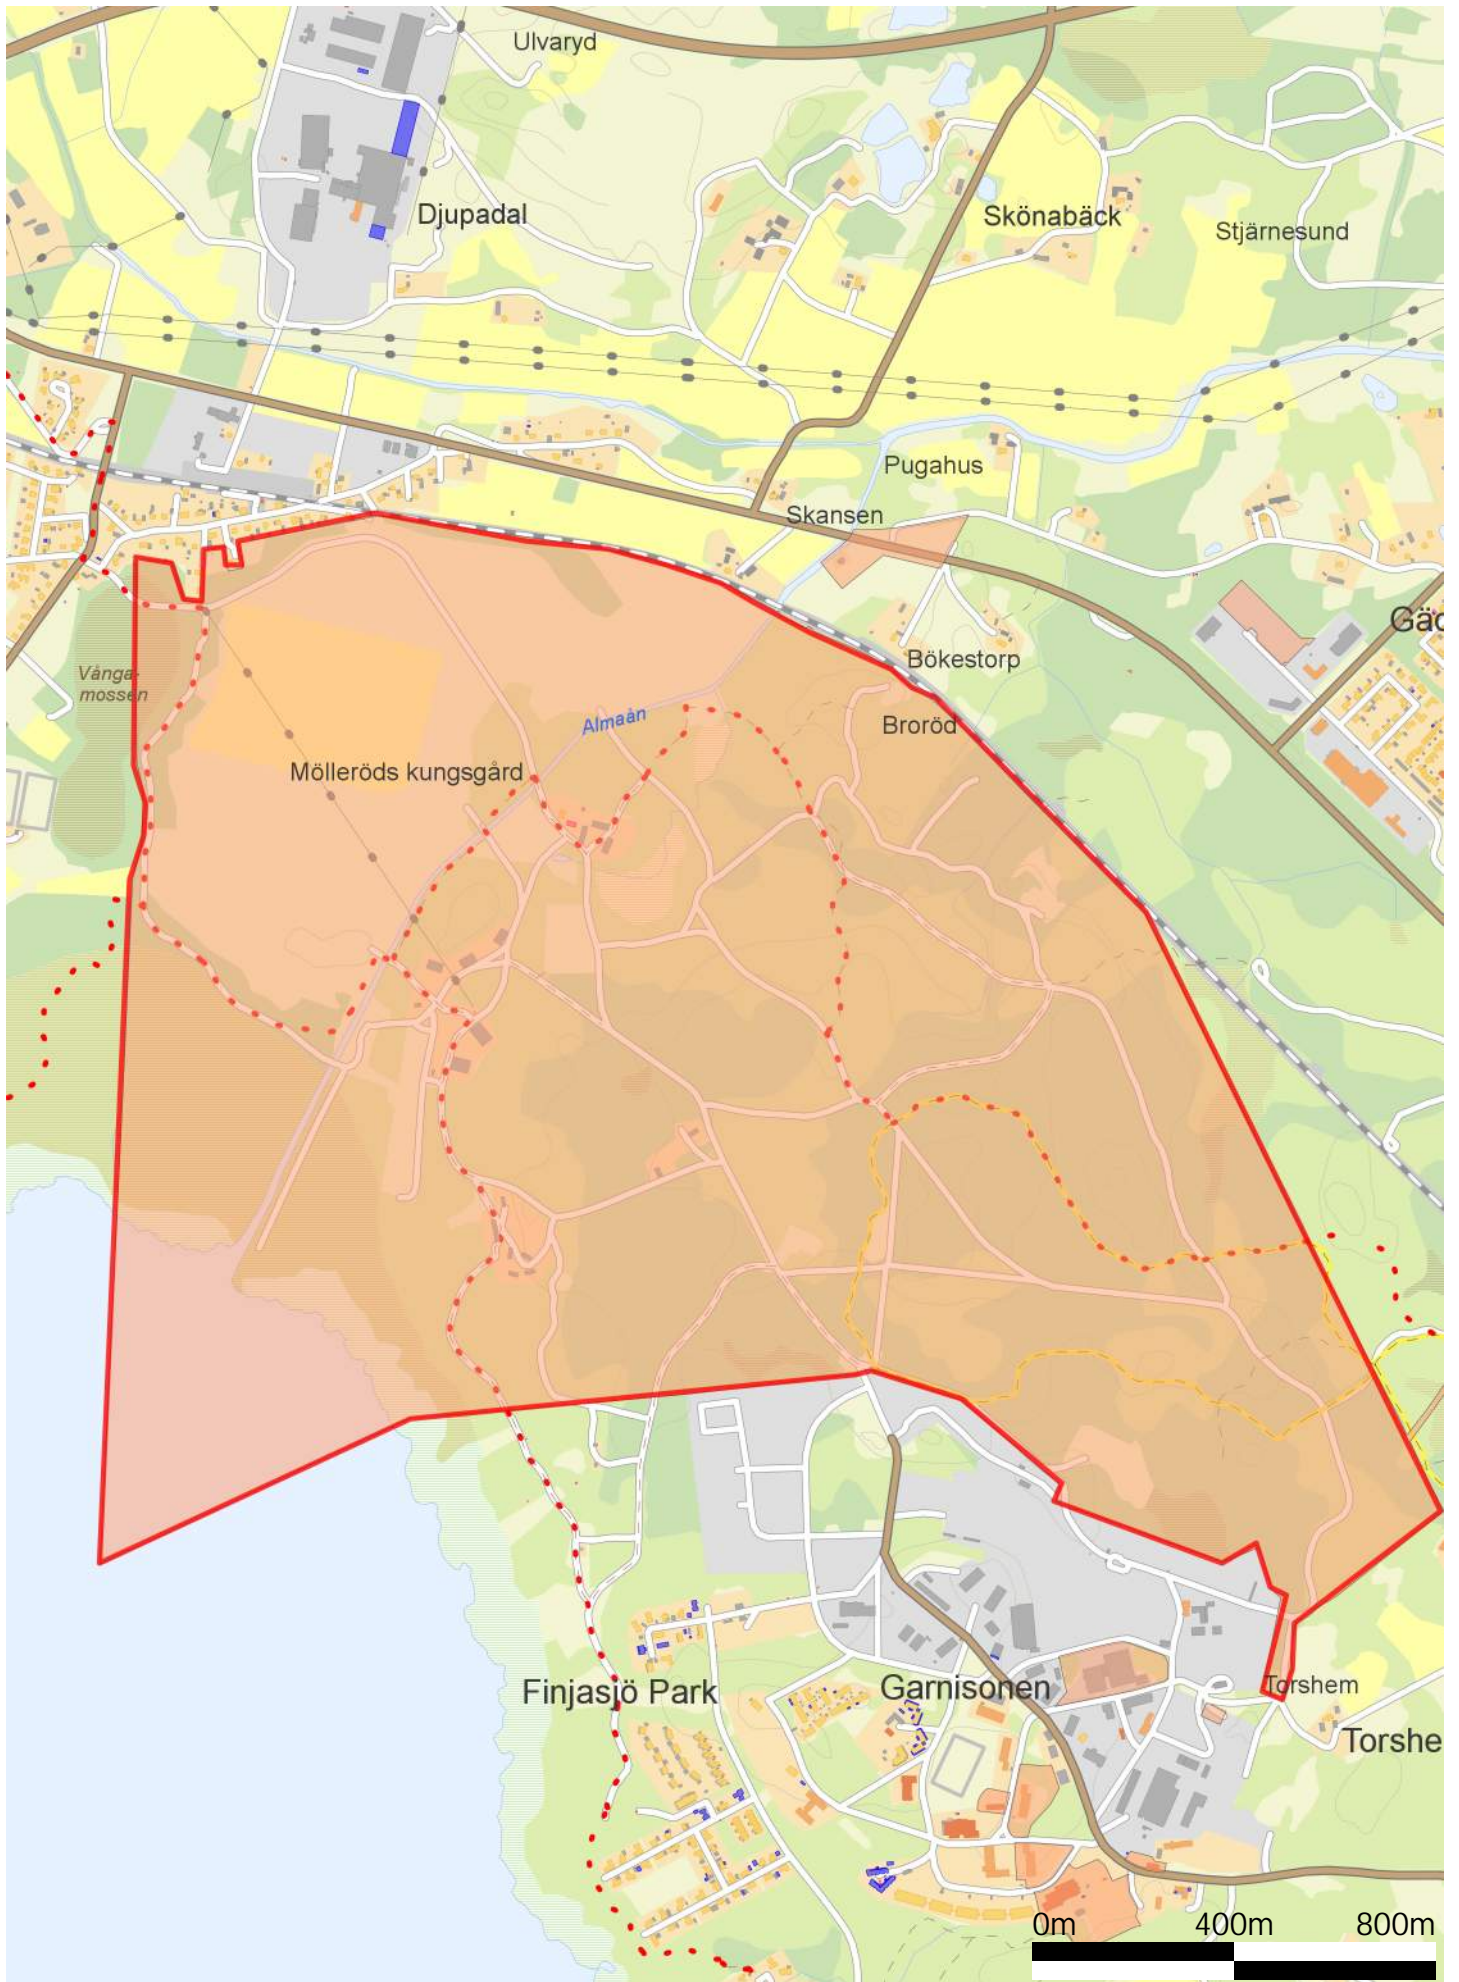 Ulvaryd
Djupadal
Skönabäck
Stjärnesund
Pugahus
Skansen
Gäd
Bökestorp
Vånga-
mossen
Almaån
Broröd
Mölleröds kungsgård
Finjasjö Park
Garnisonen
Torshem
Torshe
0m 400m 800m